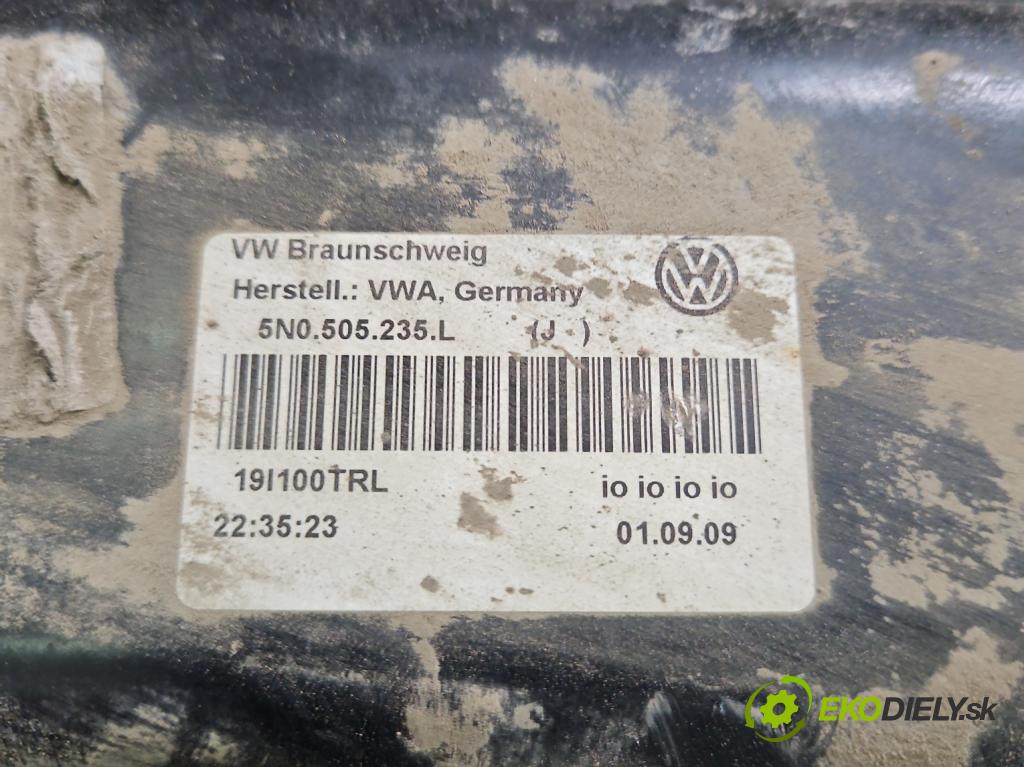 VW Braunschweig
Herstell.: VWA, Germany
5N0.505.235.L (J )
19I100TRL io io io io
22:35:23 01.09.09
EKODIELY.sk